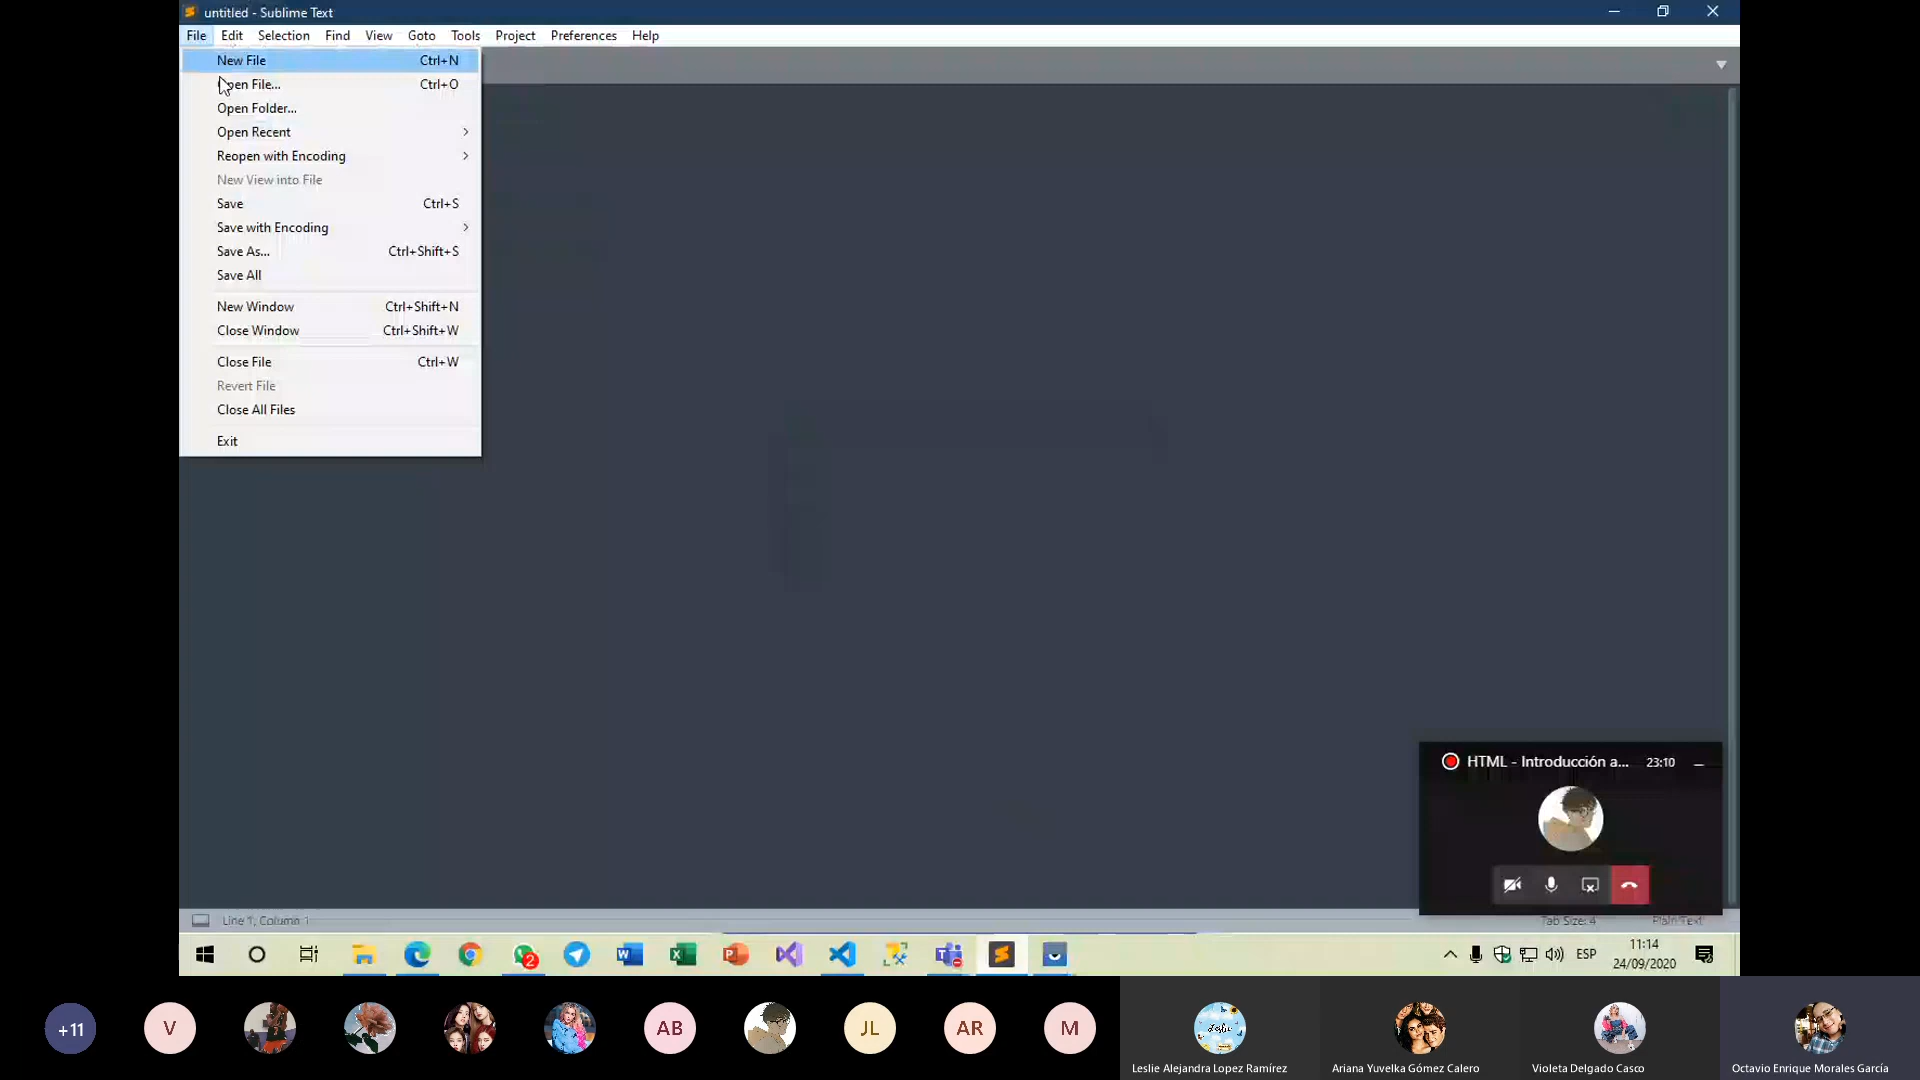 untitled - Sublime Text
File Edit Selection Find View Goto Tools Project Preferences Help
New File Ctrl+N
Open File... Ctrl+O
Open Folder...
Open Recent
Reopen with Encoding
New View into File
Save Ctrl+S
Save with Encoding
Save As... Ctrl+Shift+S
Save All
New Window Ctrl+Shift+N
Close Window Ctrl+Shift+W
Close File Ctrl+W
Revert File
Close All Files
Exit
HTML - Introducción a... 23:10
Line 1, Column 1
Tab Size: 4 Plain Text
2
ESP
11:14
24/09/2020
+11 V AB JL AR M
Leslie
Leslie Alejandra Lopez Ramírez Ariana Yuvelka Gómez Calero Violeta Delgado Casco Octavio Enrique Morales García